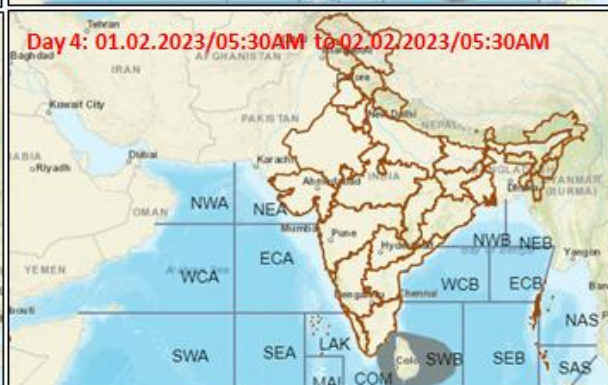 Tehran
Day 4: 01.02.2023/05:30AM to 02.02.2023/05:30AM
Baghdad
AFGHANISTAN
IRAN
Kuwait City
New Delhi
PAKISTAN
NEPAL
Riyadh
Dubai
Karachi
Ahmedabad
INDIA
MYANMAR
(BURMA)
OMAN
NWA
NEA
Mumbai
Pune
Hyderabad
NWB
NEB
Yangon
YEMEN
WCA
ECA
WCB
ECB
Chennai
NAS
LAK
SWA
SEA
SWB
SEB
SAS
COM